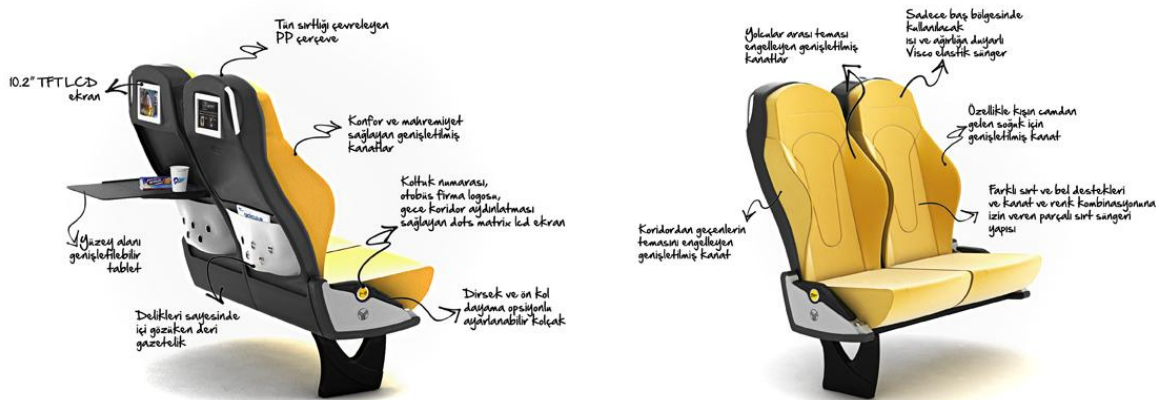 Tün sırtlığı çevreleyen
PP çerçeve
10.2" TFT LCD
ekran
Konfor ve mahremiyet
sağlayan genişletilmiş
kanatlar
Koltuk numarası,
otobüs firma logosu,
gece koridor aydınlatması
sağlayan dots matrix lcd ekran
Yüzey alanı
genişletilebilir
tablet
Delikleri sayesinde
içi gözüken deri
gazetelik
Dirsek ve ön kol
dayama opsiyonlu
ayarlanabilir kolçak
Yolcular arası teması
engelleyen genişletilmiş
kanatlar
Sadece baş bölgesinde
kullanılacak
ısı ve ağırlığa duyarlı
Visco elastik sünger
Özellikle kışın camdan
gelen soğuk için
genişletilmiş kanat
Koridordan geçenlerin
temasını engelleyen
genişletilmiş kanat
Farklı sırt ve bel destekleri
ve kanat ve renk kombinasyonuna
izin veren parçalı sırt süngeri
yapısı